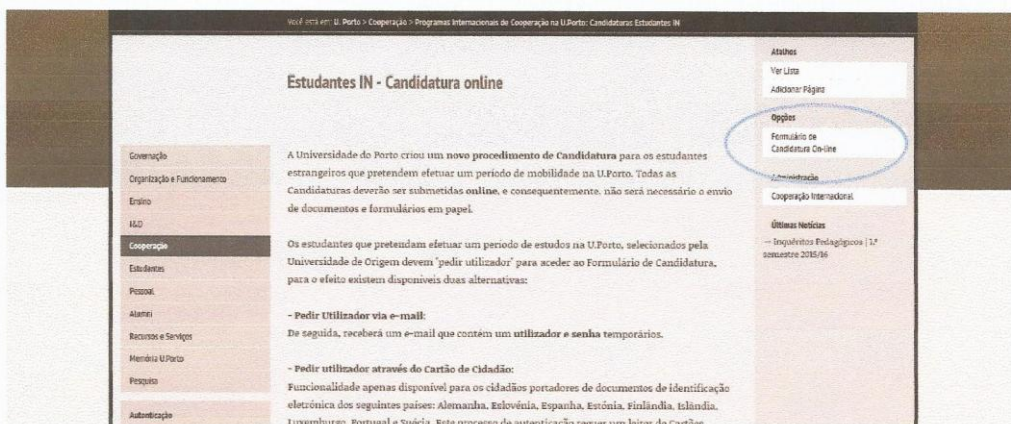 Você está em: U. Porto > Cooperação > Programas Internacionais de Cooperação na U.Porto: Candidaturas Estudantes IN
Estudantes IN - Candidatura online
Governação
Organização e Funcionamento
Ensino
I&D
Cooperação
Estudantes
Pessoal
Alumni
Recursos e Serviços
Memória U.Porto
Pesquisa
Autenticação
A Universidade do Porto criou um novo procedimento de Candidatura para os estudantes
estrangeiros que pretendem efetuar um período de mobilidade na U.Porto. Todas as
Candidaturas deverão ser submetidas online, e consequentemente, não será necessário o envio
de documentos e formulários em papel.
Os estudantes que pretendam efetuar um período de estudos na U.Porto, selecionados pela
Universidade de Origem devem "pedir utilizador" para aceder ao Formulário de Candidatura,
para o efeito existem disponíveis duas alternativas:
- Pedir Utilizador via e-mail:
De seguida, receberá um e-mail que contém um utilizador e senha temporários.
- Pedir utilizador através do Cartão de Cidadão:
Funcionalidade apenas disponível para os cidadãos portadores de documentos de identificação
eletrónica dos seguintes países: Alemanha, Eslovénia, Espanha, Estónia, Finlândia, Islândia,
Luxemburgo, Portugal e Suécia. Este processo de autenticação requer um leitor de Cartões
Atalhos
Ver Lista
Adicionar Página
Opções
Formulário de
Candidatura On-line
Administração
Cooperação Internacional
Últimas Notícias
— Inquéritos Pedagógicos | 1.º
semestre 2015/16